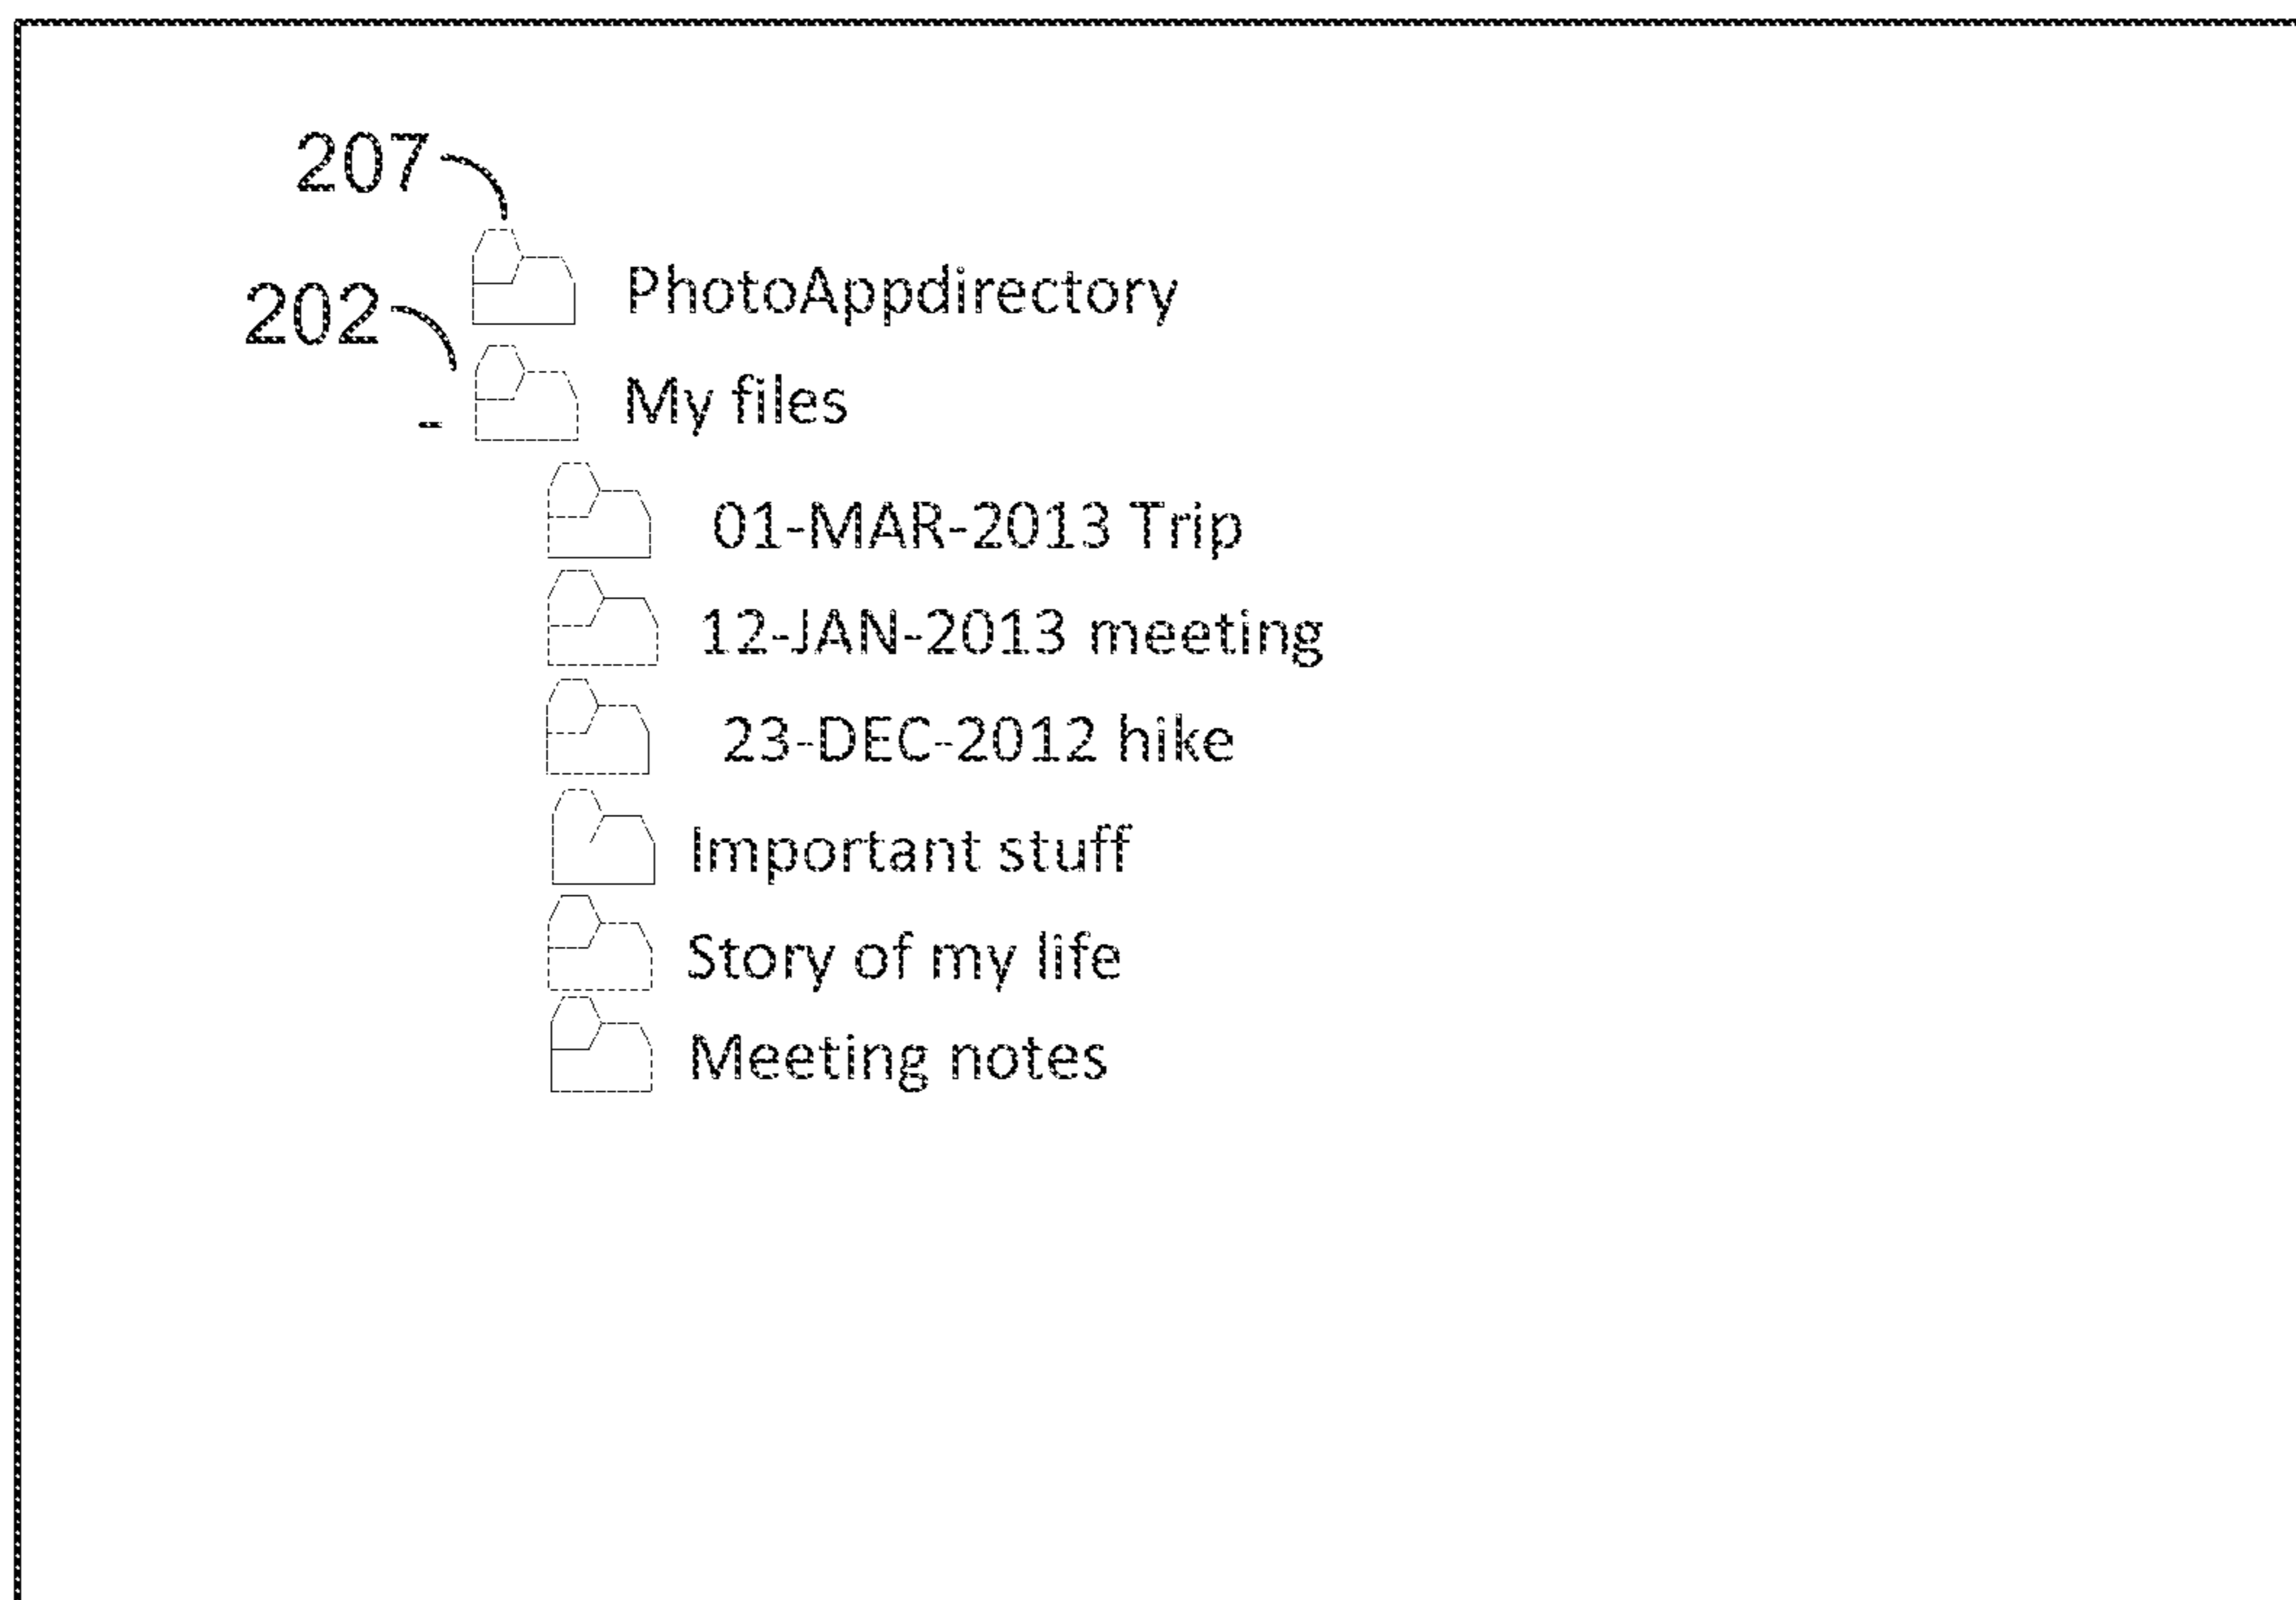 207
PhotoAppdirectory
202
- My files
01-MAR-2013 Trip
12-JAN-2013 meeting
23-DEC-2012 hike
Important stuff
Story of my life
Meeting notes